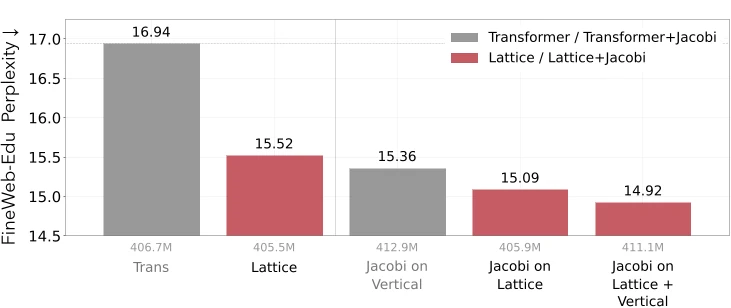 FineWeb-Edu Perplexity ↓
17.0
16.5
16.0
15.5
15.0
14.5
Transformer / Transformer+Jacobi
Lattice / Lattice+Jacobi
16.94
15.52
15.36
15.09
14.92
406.7M
405.5M
412.9M
405.9M
411.1M
Trans
Lattice
Jacobi on
Vertical
Jacobi on
Lattice
Jacobi on
Lattice +
Vertical